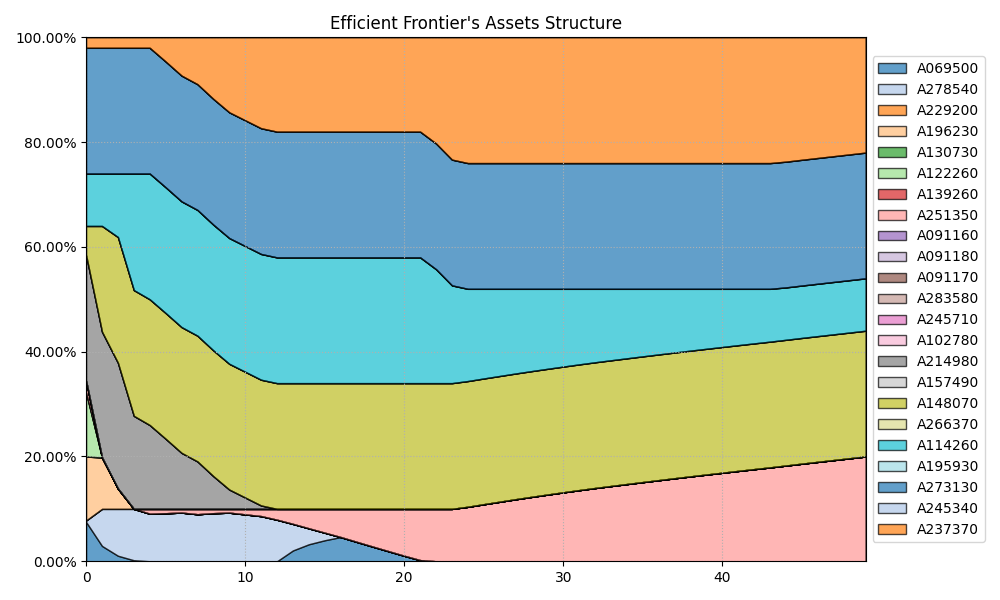 Efficient Frontier's Assets Structure
100.00%
80.00%
60.00%
40.00%
20.00%
0.00%
0
10
20
30
40
A069500
A278540
A229200
A196230
A130730
A122260
A139260
A251350
A091160
A091180
A091170
A283580
A245710
A102780
A214980
A157490
A148070
A266370
A114260
A195930
A273130
A245340
A237370